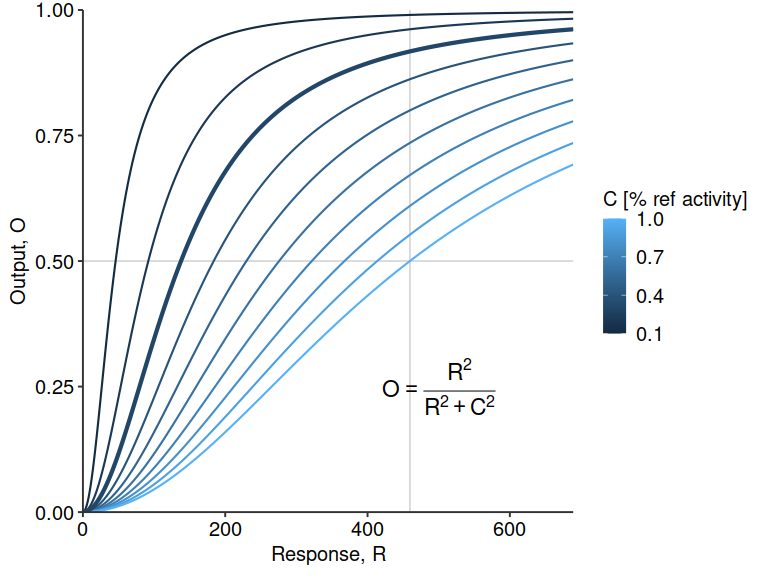 1.00
0.75
0.50
0.25
0.00
Output, O
0 200 400 600
Response, R
O = R² / R² + C²
C [% ref activity]
1.0
0.7
0.4
0.1